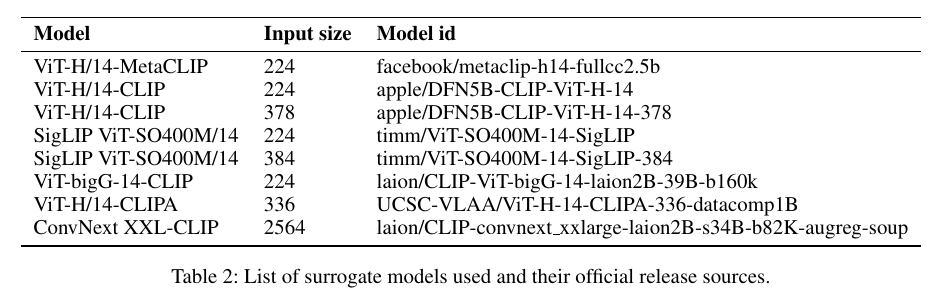 Model Input size Model id
ViT-H/14-MetaCLIP 224 facebook/metaclip-h14-fullcc2.5b
ViT-H/14-CLIP 224 apple/DFN5B-CLIP-ViT-H-14
ViT-H/14-CLIP 378 apple/DFN5B-CLIP-ViT-H-14-378
SigLIP ViT-SO400M/14 224 timm/ViT-SO400M-14-SigLIP
SigLIP ViT-SO400M/14 384 timm/ViT-SO400M-14-SigLIP-384
ViT-bigG-14-CLIP 224 laion/CLIP-ViT-bigG-14-laion2B-39B-b160k
ViT-H/14-CLIPA 336 UCSC-VLAA/ViT-H-14-CLIPA-336-datacomp1B
ConvNext XXL-CLIP 2564 laion/CLIP-convnext_xxlarge-laion2B-s34B-b82K-augreg-soup
Table 2: List of surrogate models used and their official release sources.